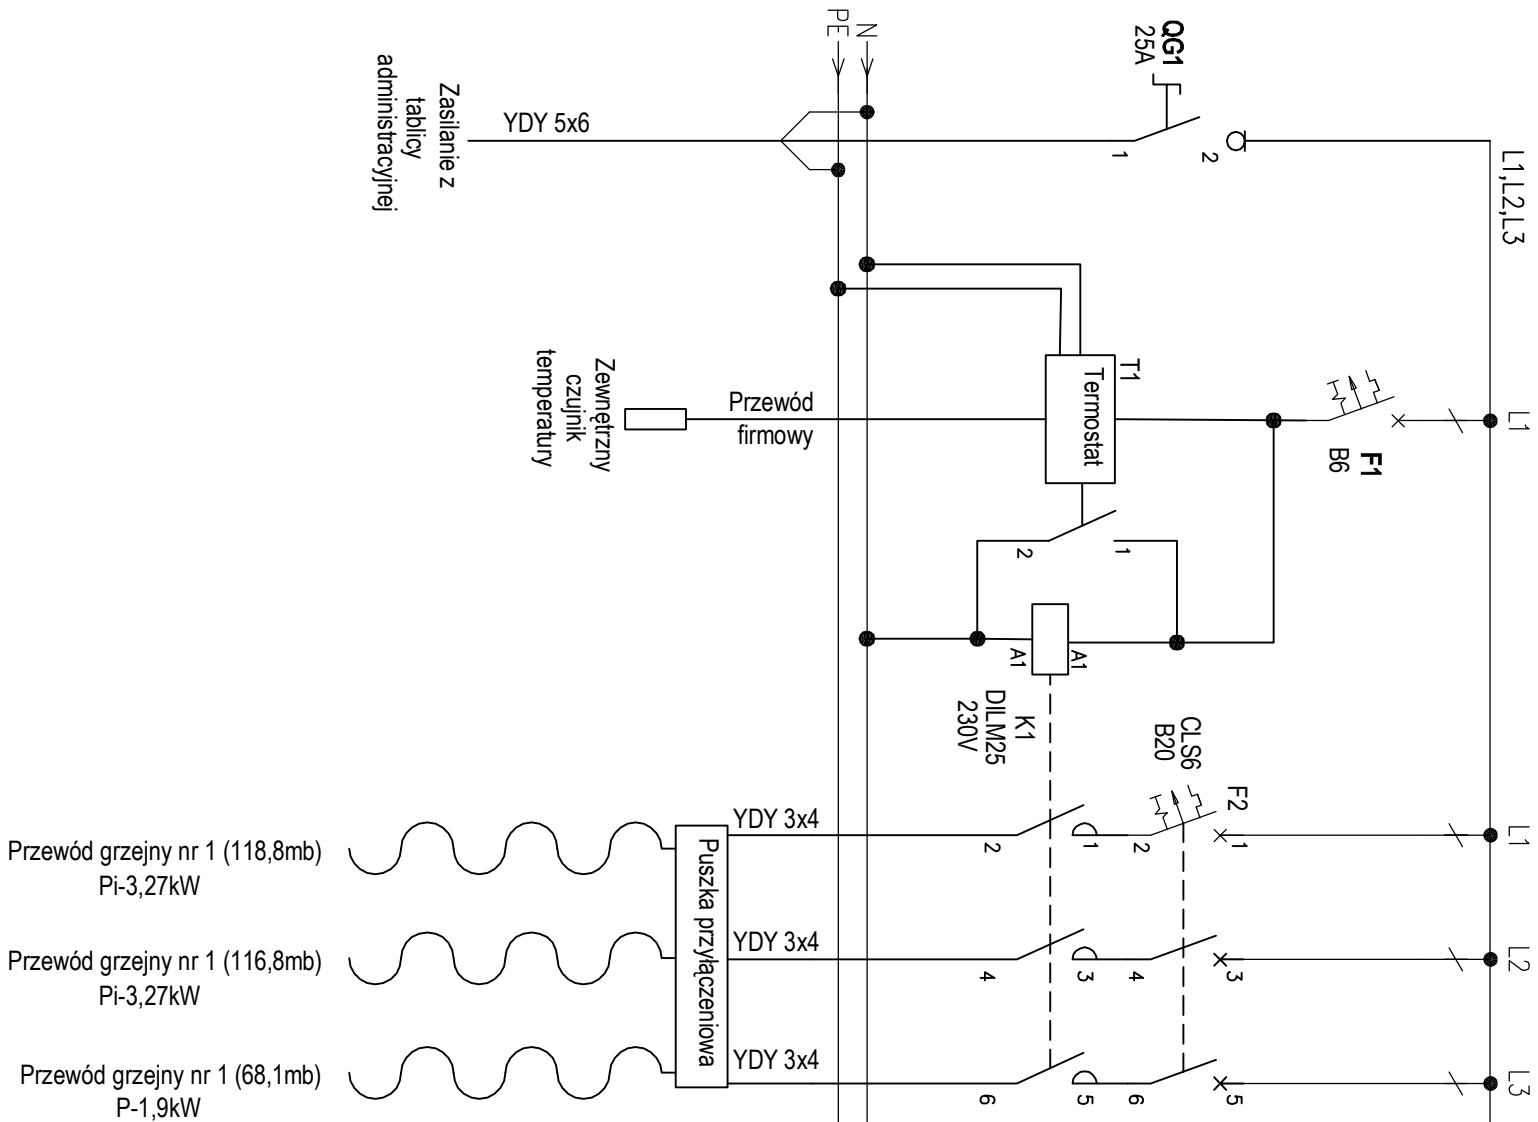 PE
N
QG1
25A
L1,L2,L3
Zasilanie z
tablicy
administracyjnej
YDY 5x6
1
2
Zewnętrzny
czujnik
temperatury
Przewód
firmowy
T1
Termostat
F1
B6
L1
2
1
A1
A1
K1
DILM25
230V
CLS6
B20
F2
Przewód grzejny nr 1 (118,8mb)
Pi-3,27kW
Puszka przyłączeniowa
YDY 3x4
2
1
2
1
L1
Przewód grzejny nr 1 (116,8mb)
Pi-3,27kW
YDY 3x4
4
3
4
3
L2
Przewód grzejny nr 1 (68,1mb)
P-1,9kW
YDY 3x4
6
5
6
5
L3